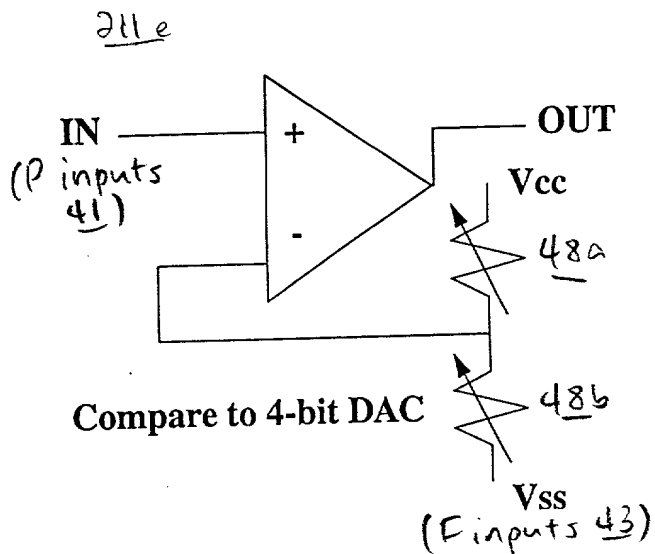 211e
IN
(P inputs
41)
+
-
OUT
Vcc
48a
Compare to 4-bit DAC
48b
Vss
(F inputs 43)